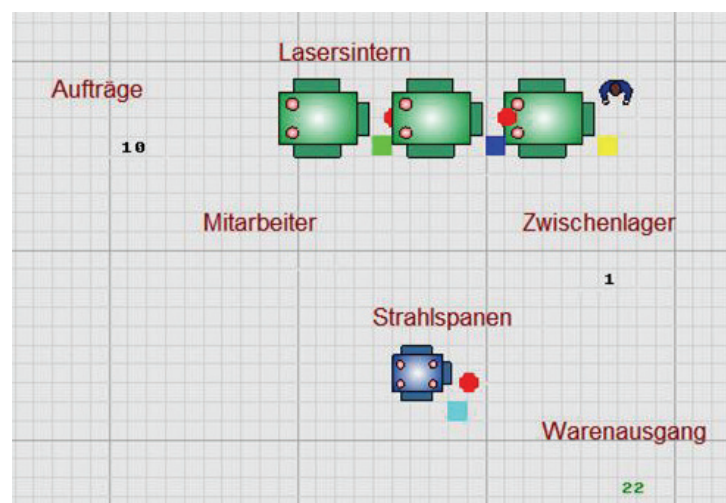 Lasersintern
Aufträge
10
Mitarbeiter
Zwischenlager
1
Strahlspanen
Warenausgang
22